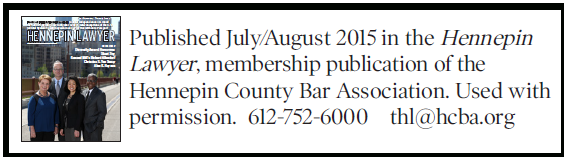 HENNEPIN LAWYER
Published July/August 2015 in the Hennepin
Lawyer, membership publication of the
Hennepin County Bar Association. Used with
permission. 612-752-6000 thl@hcba.org